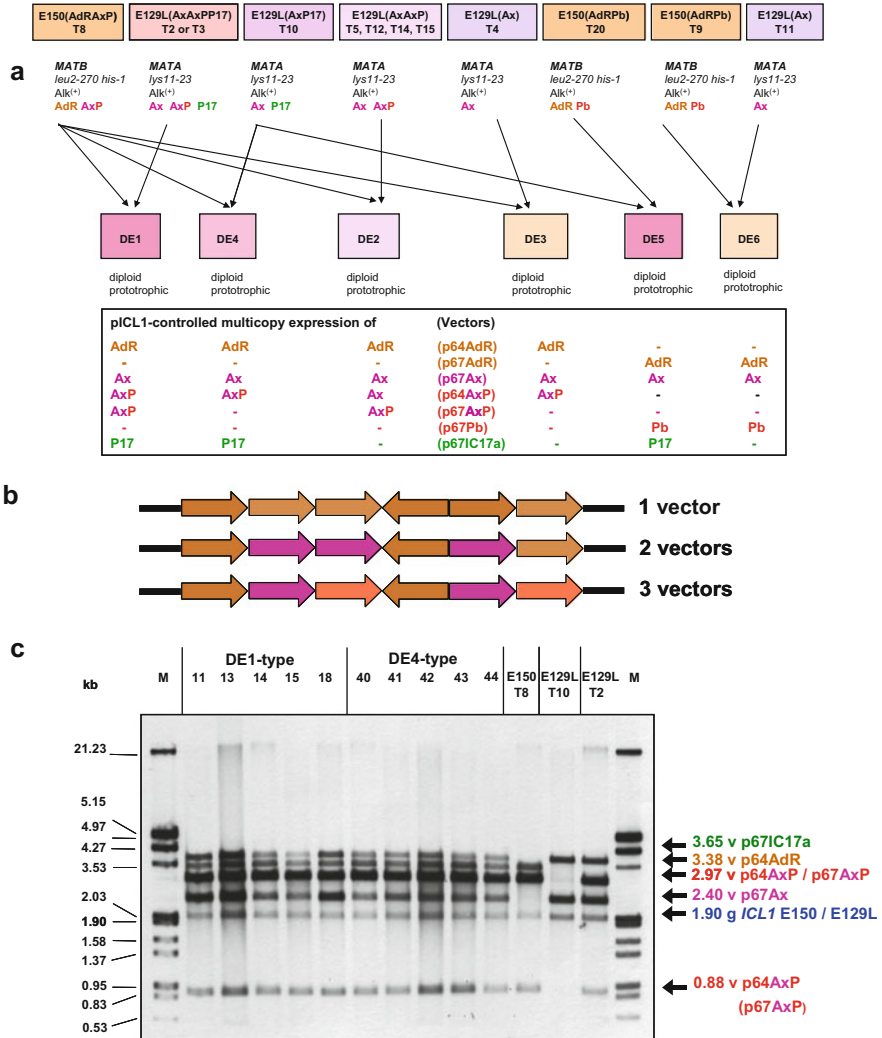 E150(AdRAxP) E129L(AxAxPP17) E129L(AxP17) E129L(AxAxP) E129L(Ax) E150(AdRPb) E150(AdRPb) E129L(Ax)
T8 T2 or T3 T10 T5, T12, T14, T15 T4 T20 T9 T11
a
MATB MATA MATA MATA MATA MATB MATB MATA
leu2-270 his-1 lys11-23 lys11-23 lys11-23 lys11-23 leu2-270 his-1 leu2-270 his-1 lys11-23
Alk(+) Alk(+) Alk(+) Alk(+) Alk(+) Alk(+) Alk(+) Alk(+)
AdR AxP Ax AxP P17 Ax P17 Ax AxP Ax AdR Pb AdR Pb Ax
DE1 DE4 DE2 DE3 DE5 DE6
diploid diploid diploid diploid diploid diploid
prototrophic prototrophic prototrophic prototrophic prototrophic prototrophic
pICL1-controlled multicopy expression of (Vectors)
AdR AdR AdR (p64AdR) AdR - -
- - - (p67AdR) - AdR AdR
Ax Ax Ax (p67Ax) Ax Ax Ax
AxP AxP Ax (p64AxP) AxP - -
AxP - AxP (p67AxP) - - -
- - - (p67Pb) - Pb Pb
P17 P17 - (p67IC17a) - P17 -
b
1 vector
2 vectors
3 vectors
c
DE1-type DE4-type
kb M 11 13 14 15 18 40 41 42 43 44 E150 E129L E129L M
T8 T10 T2
21.23
5.15
4.97
4.27
3.53
2.03
1.90
1.58
1.37
0.95
0.83
0.53
3.65 v p67IC17a
3.38 v p64AdR
2.97 v p64AxP / p67AxP
2.40 v p67Ax
1.90 g ICL1 E150 / E129L
0.88 v p64AxP
(p67AxP)